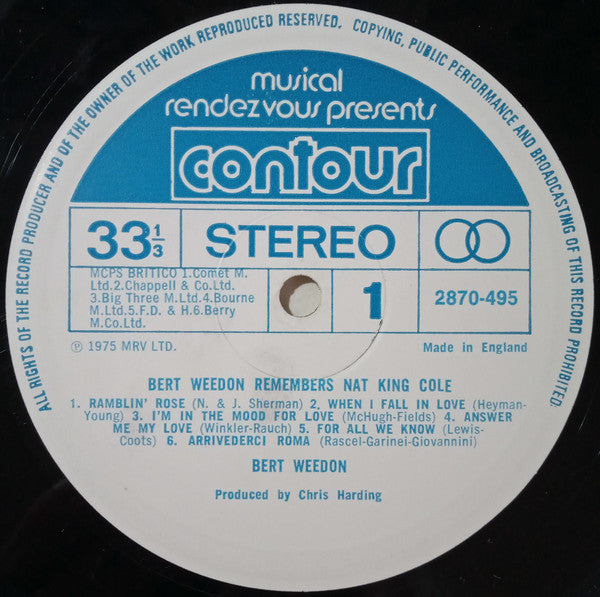 ALL RIGHTS OF THE RECORD PRODUCER AND OF THE OWNER OF THE WORK REPRODUCED RESERVED. COPYING, PUBLIC PERFORMANCE AND BROADCASTING OF THIS RECORD PROHIBITED.
musical
rendezvous presents
contour
33 1/3 STEREO
MCPS BRITICO 1.Comet M.
Ltd.2.Chappell & Co.Ltd.
3.Big Three M.Ltd.4.Bourne
M.Ltd.5.F.D. & H.6.Berry
M.Co.Ltd.
1
2870-495
℗ 1975 MRV LTD.
Made in England
BERT WEEDON REMEMBERS NAT KING COLE
1. RAMBLIN' ROSE (N. & J. Sherman) 2, WHEN I FALL IN LOVE (Heyman-
Young) 3. I'M IN THE MOOD FOR LOVE (McHugh-Fields) 4. ANSWER
ME MY LOVE (Winkler-Rauch) 5. FOR ALL WE KNOW (Lewis-
Coots) 6. ARRIVEDERCI ROMA (Rascel-Garinei-Giovannini)
BERT WEEDON
Produced by Chris Harding